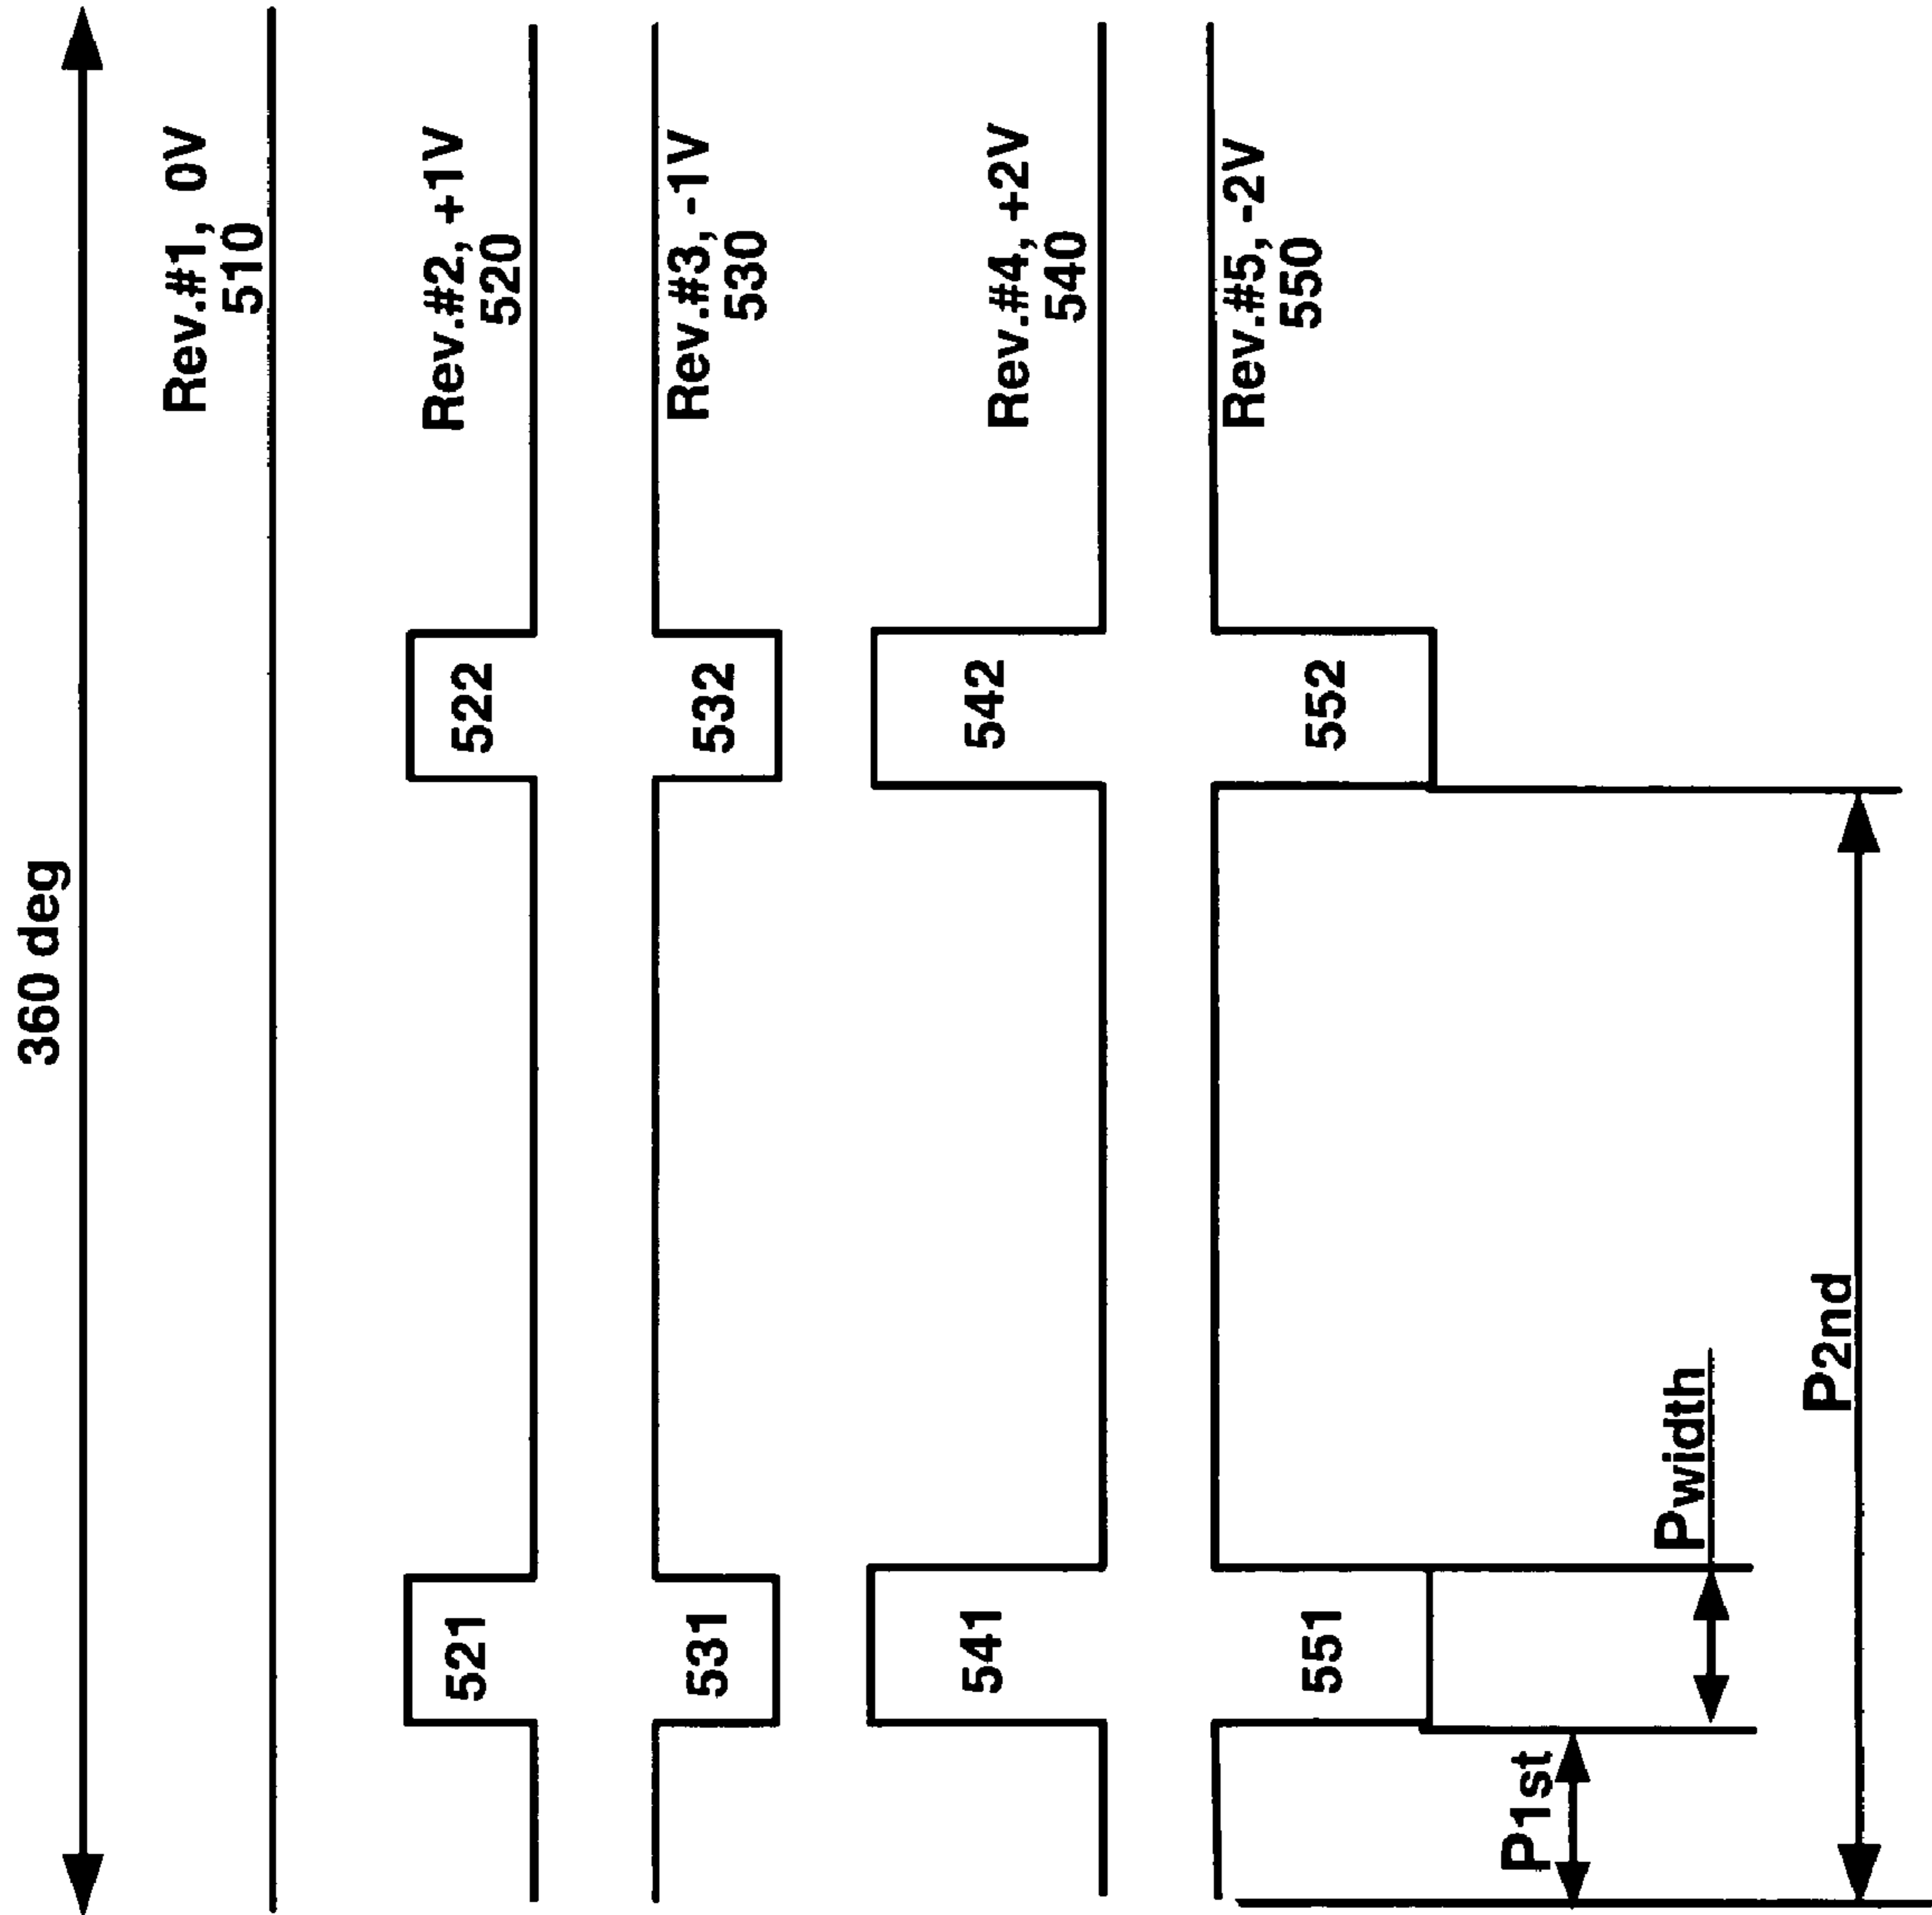 360 deg
Rev.#1, 0V
510
Rev.#2, +1V
520
521
522
Rev.#3, -1V
530
531
532
Rev.#4, +2V
540
541
542
Rev.#5, -2V
550
551
552
P1st
Pwidth
P2nd